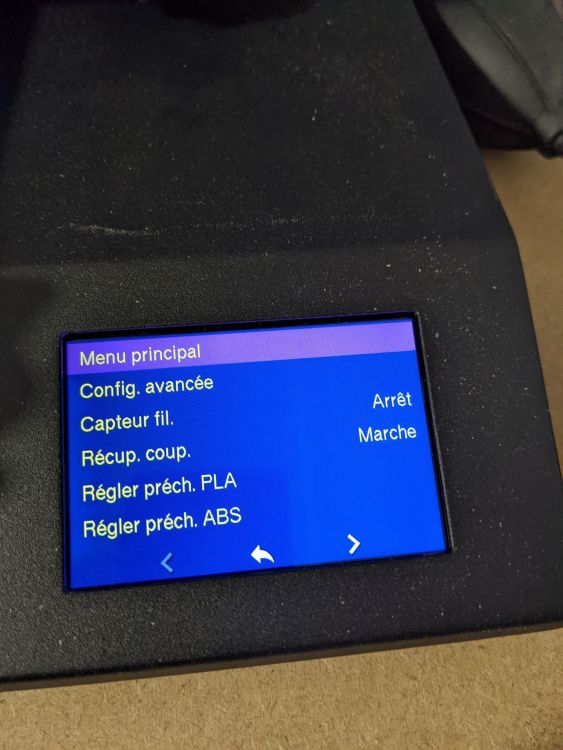 Menu principal
Config. avancée
Capteur fil. Arrêt
Récup. coup. Marche
Régler préch. PLA
Régler préch. ABS